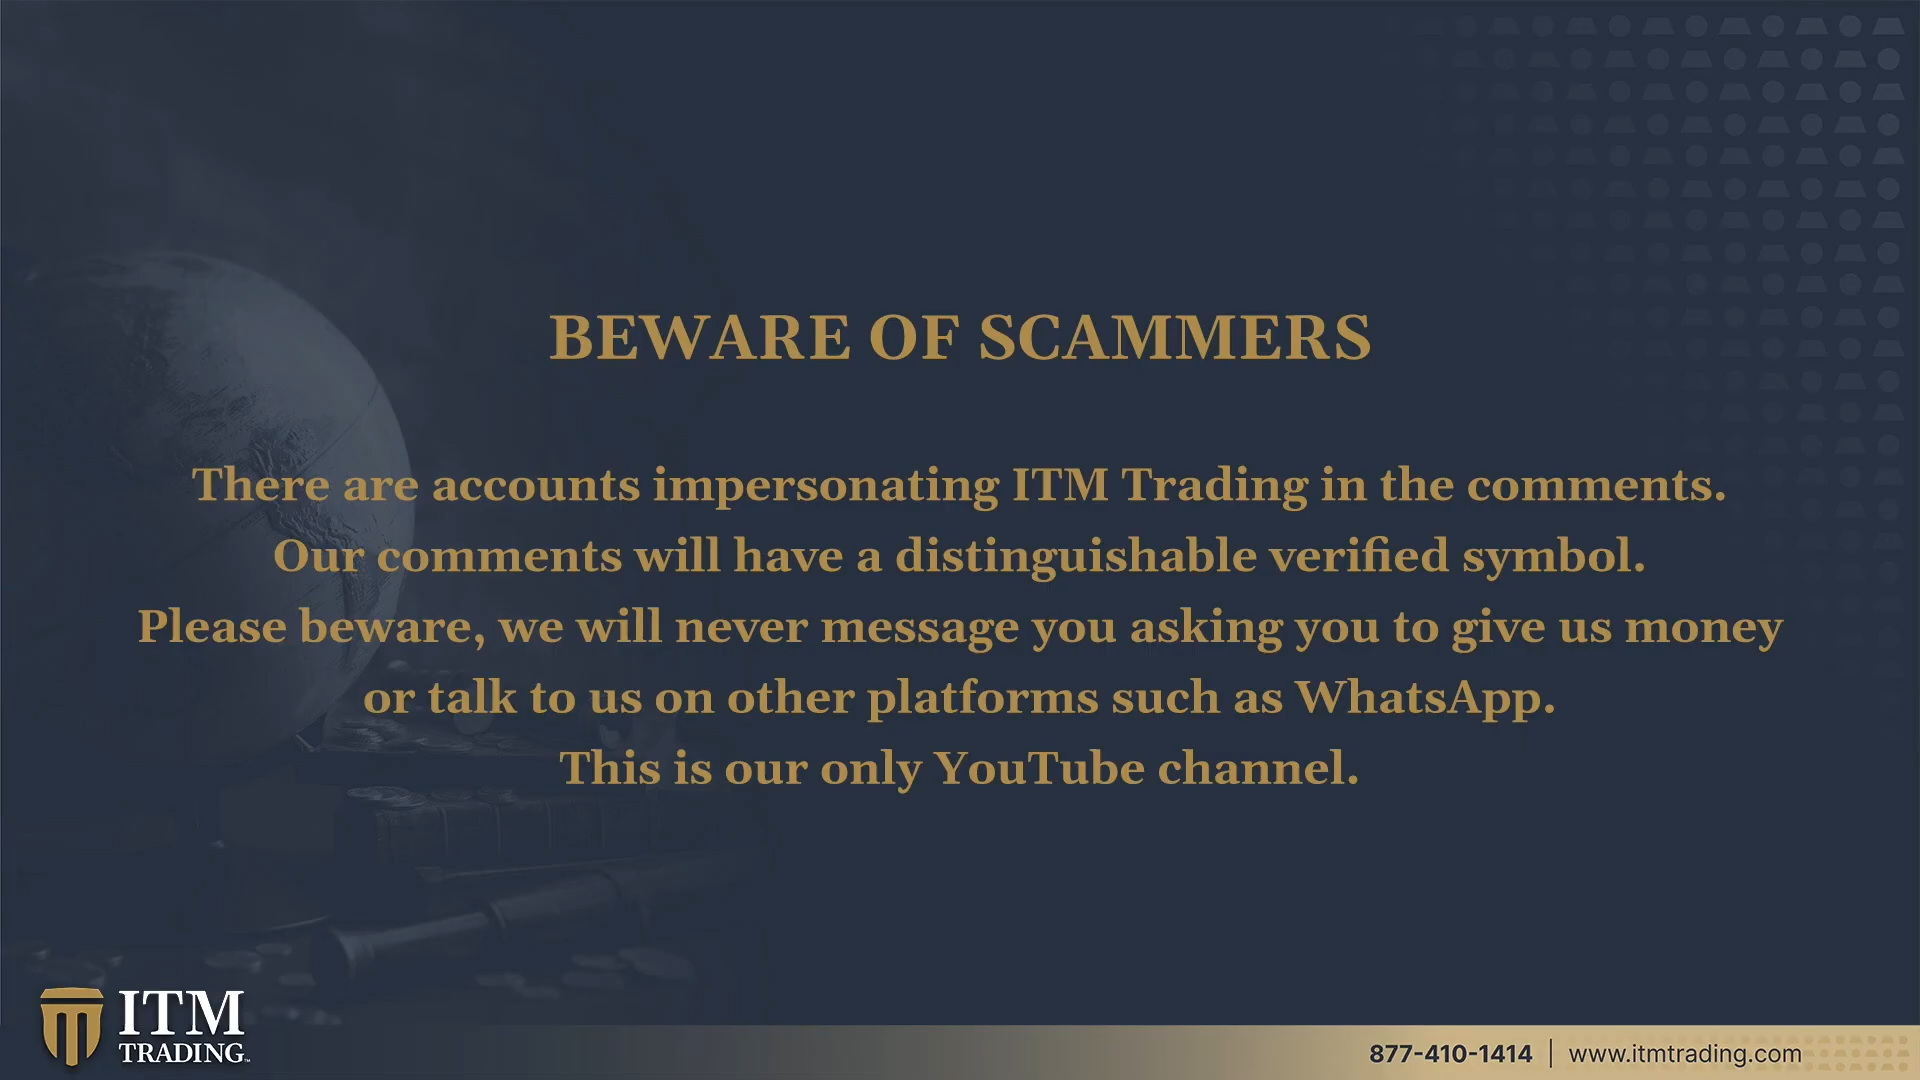 BEWARE OF SCAMMERS
There are accounts impersonating ITM Trading in the comments.
Our comments will have a distinguishable verified symbol.
Please beware, we will never message you asking you to give us money
or talk to us on other platforms such as WhatsApp.
This is our only YouTube channel.
ITM
TRADING™
877-410-1414 | www.itmtrading.com